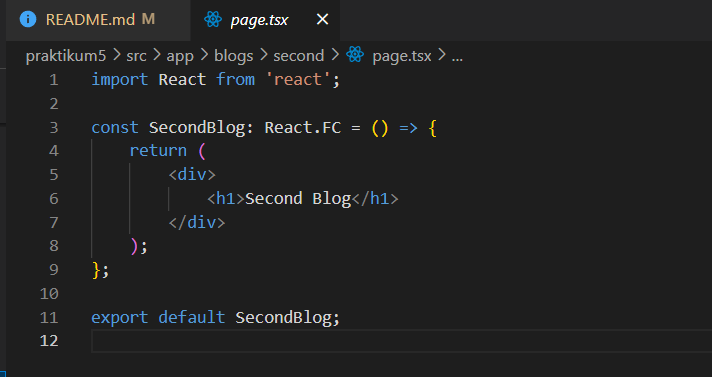 README.md M page.tsx ×
praktikum5 > src > app > blogs > second > page.tsx > ...
1 import React from 'react';
2
3 const SecondBlog: React.FC = () => {
4 return (
5 <div>
6 <h1>Second Blog</h1>
7 </div>
8 );
9 };
10
11 export default SecondBlog;
12